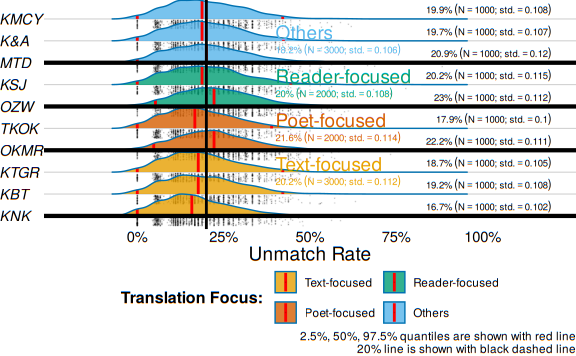 KMCY
19.9% (N = 1000; std. = 0.108)
K&A
19.7% (N = 1000; std. = 0.107)
Others
18.2% (N = 3000; std. = 0.106)
MTD
20.9% (N = 1000; std. = 0.12)
KSJ
20.2% (N = 1000; std. = 0.115)
Reader-focused
20% (N = 2000; std. = 0.108)
OZW
23% (N = 1000; std. = 0.112)
TKOK
17.9% (N = 1000; std. = 0.1)
Poet-focused
21.6% (N = 2000; std. = 0.114)
OKMR
22.2% (N = 1000; std. = 0.111)
KTGR
18.7% (N = 1000; std. = 0.105)
Text-focused
20.2% (N = 3000; std. = 0.112)
KBT
19.2% (N = 1000; std. = 0.108)
KNK
16.7% (N = 1000; std. = 0.102)
0% 25% 50% 75% 100%
Unmatch Rate
Translation Focus:
Text-focused Reader-focused
Poet-focused Others
2.5%, 50%, 97.5% quantiles are shown with red line
20% line is shown with black dashed line